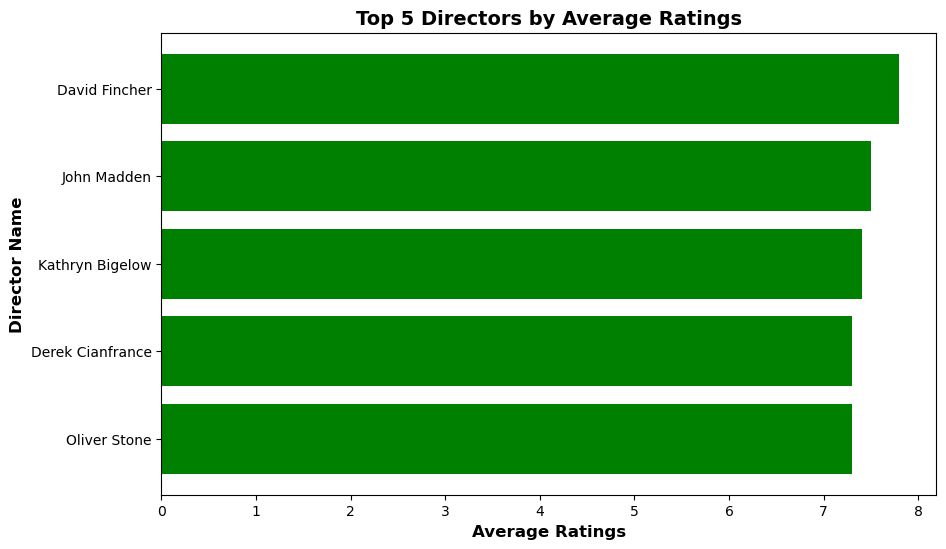 Top 5 Directors by Average Ratings
Director Name
David Fincher
John Madden
Kathryn Bigelow
Derek Cianfrance
Oliver Stone
0 1 2 3 4 5 6 7 8
Average Ratings